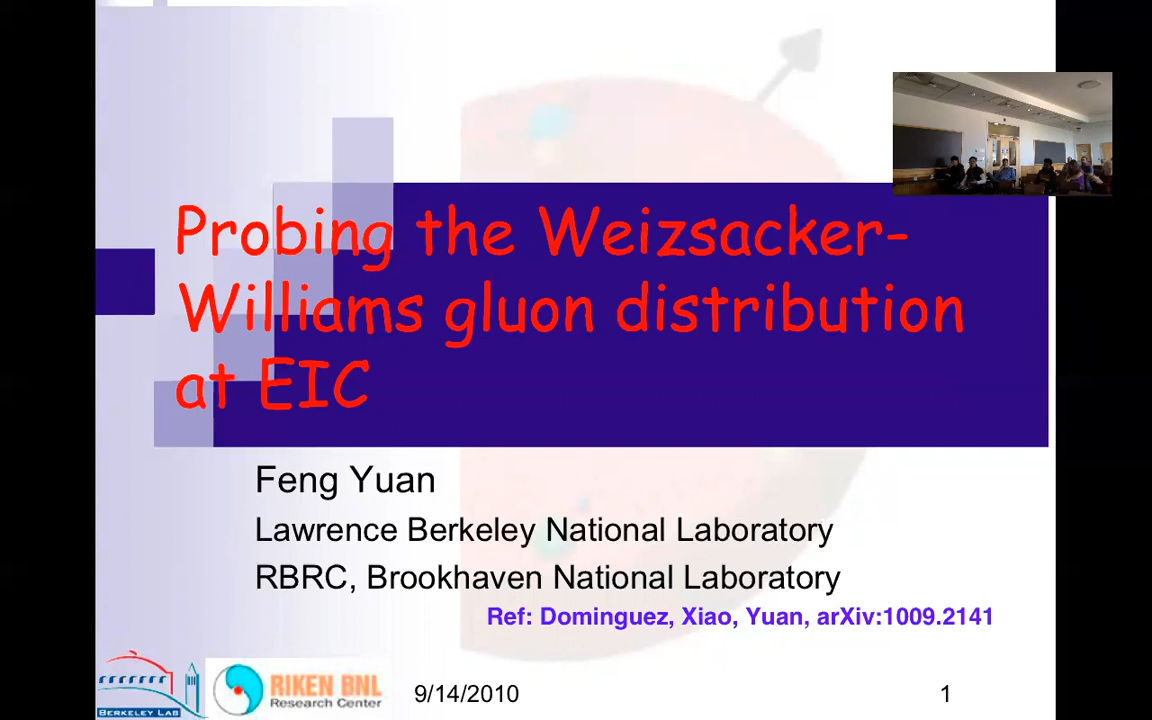 Probing the Weizsacker-
Williams gluon distribution
at EIC
Feng Yuan
Lawrence Berkeley National Laboratory
RBRC, Brookhaven National Laboratory
Ref: Dominguez, Xiao, Yuan, arXiv:1009.2141
BERKELEY LAB
RIKEN BNL
Research Center
9/14/2010
1